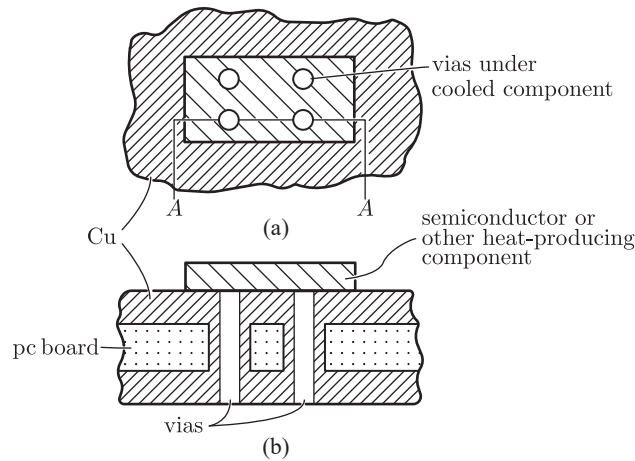 vias under
cooled component
A
A
(a)
Cu
semiconductor or
other heat-producing
component
pc board
vias
(b)